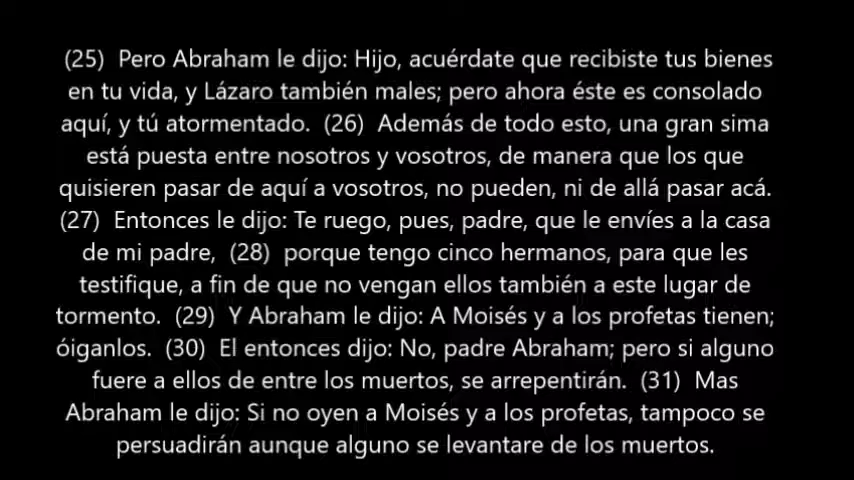 (25)  Pero Abraham le dijo: Hijo, acuérdate que recibiste tus bienes
en tu vida, y Lázaro también males; pero ahora éste es consolado
aquí, y tú atormentado.  (26)  Además de todo esto, una gran sima
está puesta entre nosotros y vosotros, de manera que los que
quisieren pasar de aquí a vosotros, no pueden, ni de allá pasar acá.
(27)  Entonces le dijo: Te ruego, pues, padre, que le envíes a la casa
de mi padre,  (28)  porque tengo cinco hermanos, para que les
testifique, a fin de que no vengan ellos también a este lugar de
tormento.  (29)  Y Abraham le dijo: A Moisés y a los profetas tienen;
óiganlos.  (30)  El entonces dijo: No, padre Abraham; pero si alguno
fuere a ellos de entre los muertos, se arrepentirán.  (31)  Mas
Abraham le dijo: Si no oyen a Moisés y a los profetas, tampoco se
persuadirán aunque alguno se levantare de los muertos.